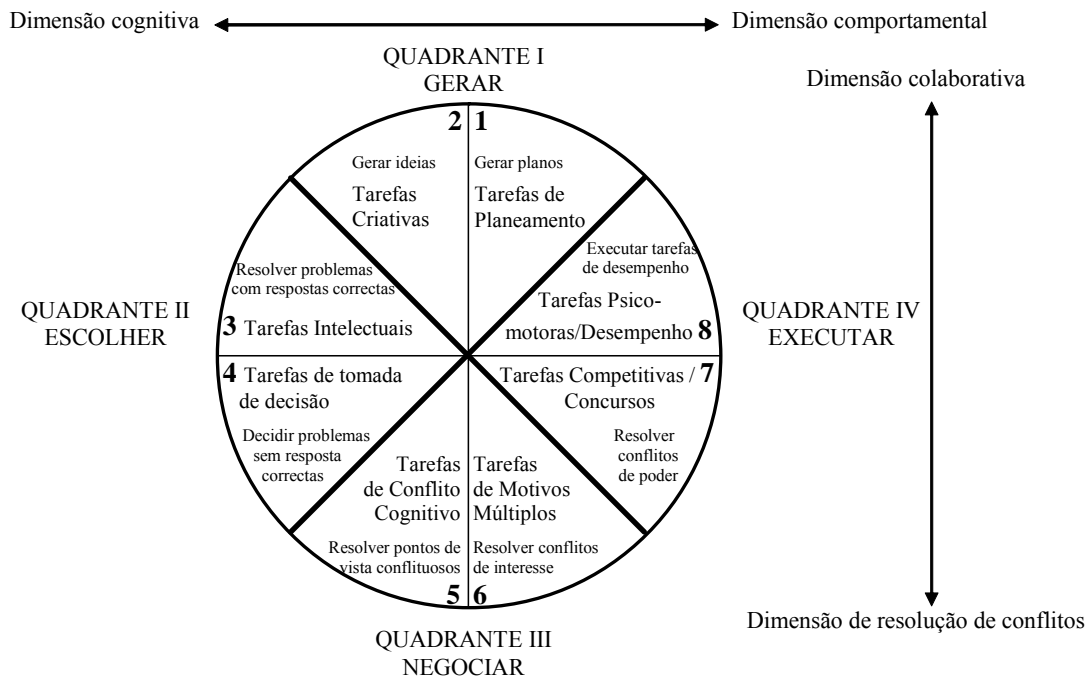 Dimensão cognitiva
Dimensão comportamental
QUADRANTE I
GERAR
Dimensão colaborativa
2
1
Gerar ideias
Tarefas
Criativas
Gerar planos
Tarefas de
Planeamento
Resolver problemas
com respostas correctas
3 Tarefas Intelectuais
Executar tarefas
de desempenho
Tarefas Psico-
motoras/Desempenho 8
QUADRANTE II
ESCOLHER
QUADRANTE IV
EXECUTAR
4 Tarefas de tomada
de decisão
Decidir problemas
sem resposta
correctas
Tarefas Competitivas / 7
Concursos
Resolver
conflitos
de poder
Tarefas
de Conflito
Cognitivo
Resolver pontos de
vista conflituosos
5
Tarefas
de Motivos
Múltiplos
Resolver conflitos
de interesse
6
QUADRANTE III
NEGOCIAR
Dimensão de resolução de conflitos